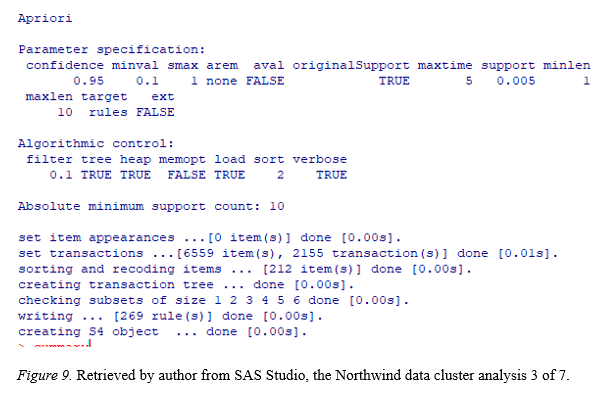 Apriori
Parameter specification:
confidence minval smax arem aval originalSupport maxtime support minlen
0.95 0.1 1 none FALSE TRUE 5 0.005 1
maxlen target ext
10 rules FALSE
Algorithmic control:
filter tree heap memopt load sort verbose
0.1 TRUE TRUE FALSE TRUE 2 TRUE
Absolute minimum support count: 10
set item appearances ...[0 item(s)] done [0.00s].
set transactions ...[6559 item(s), 2155 transaction(s)] done [0.01s].
sorting and recoding items ... [212 item(s)] done [0.00s].
creating transaction tree ... done [0.00s].
checking subsets of size 1 2 3 4 5 6 done [0.00s].
writing ... [269 rule(s)] done [0.00s].
creating S4 object ... done [0.00s].
Figure 9. Retrieved by author from SAS Studio, the Northwind data cluster analysis 3 of 7.